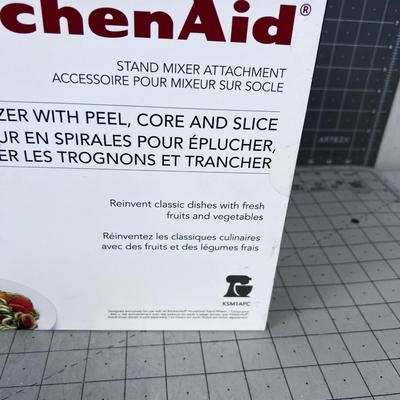 chenAid®
STAND MIXER ATTACHMENT
ACCESSOIRE POUR MIXEUR SUR SOCLE
ZER WITH PEEL, CORE AND SLICE
UR EN SPIRALES POUR ÉPLUCHER,
ER LES TROGNONS ET TRANCHER
Reinvent classic dishes with fresh
fruits and vegetables
Réinventez les classiques culinaires
avec des fruits et des légumes frais
KSM1APC
ARTEZA